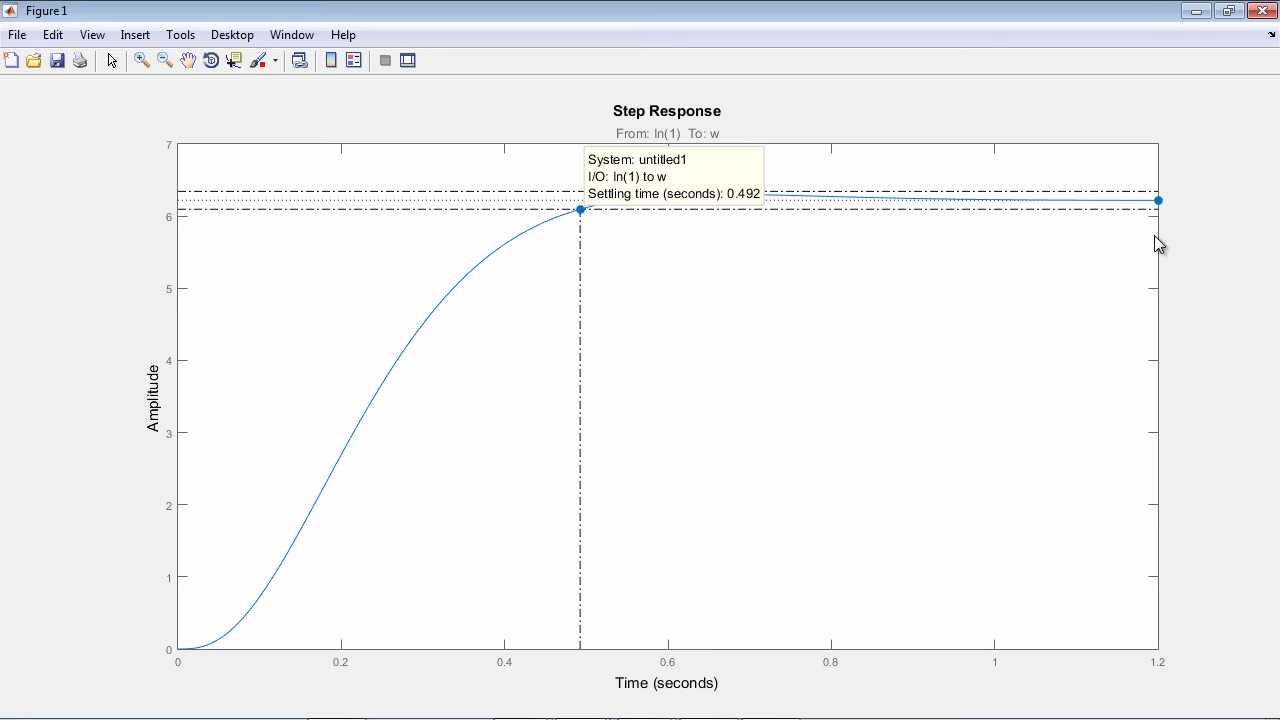 Figure 1
File Edit View Insert Tools Desktop Window Help
Step Response
From: In(1) To: w
System: untitled1
I/O: In(1) to w
Settling time (seconds): 0.492
7
6
5
4
3
2
1
0
Amplitude
0 0.2 0.4 0.6 0.8 1 1.2
Time (seconds)